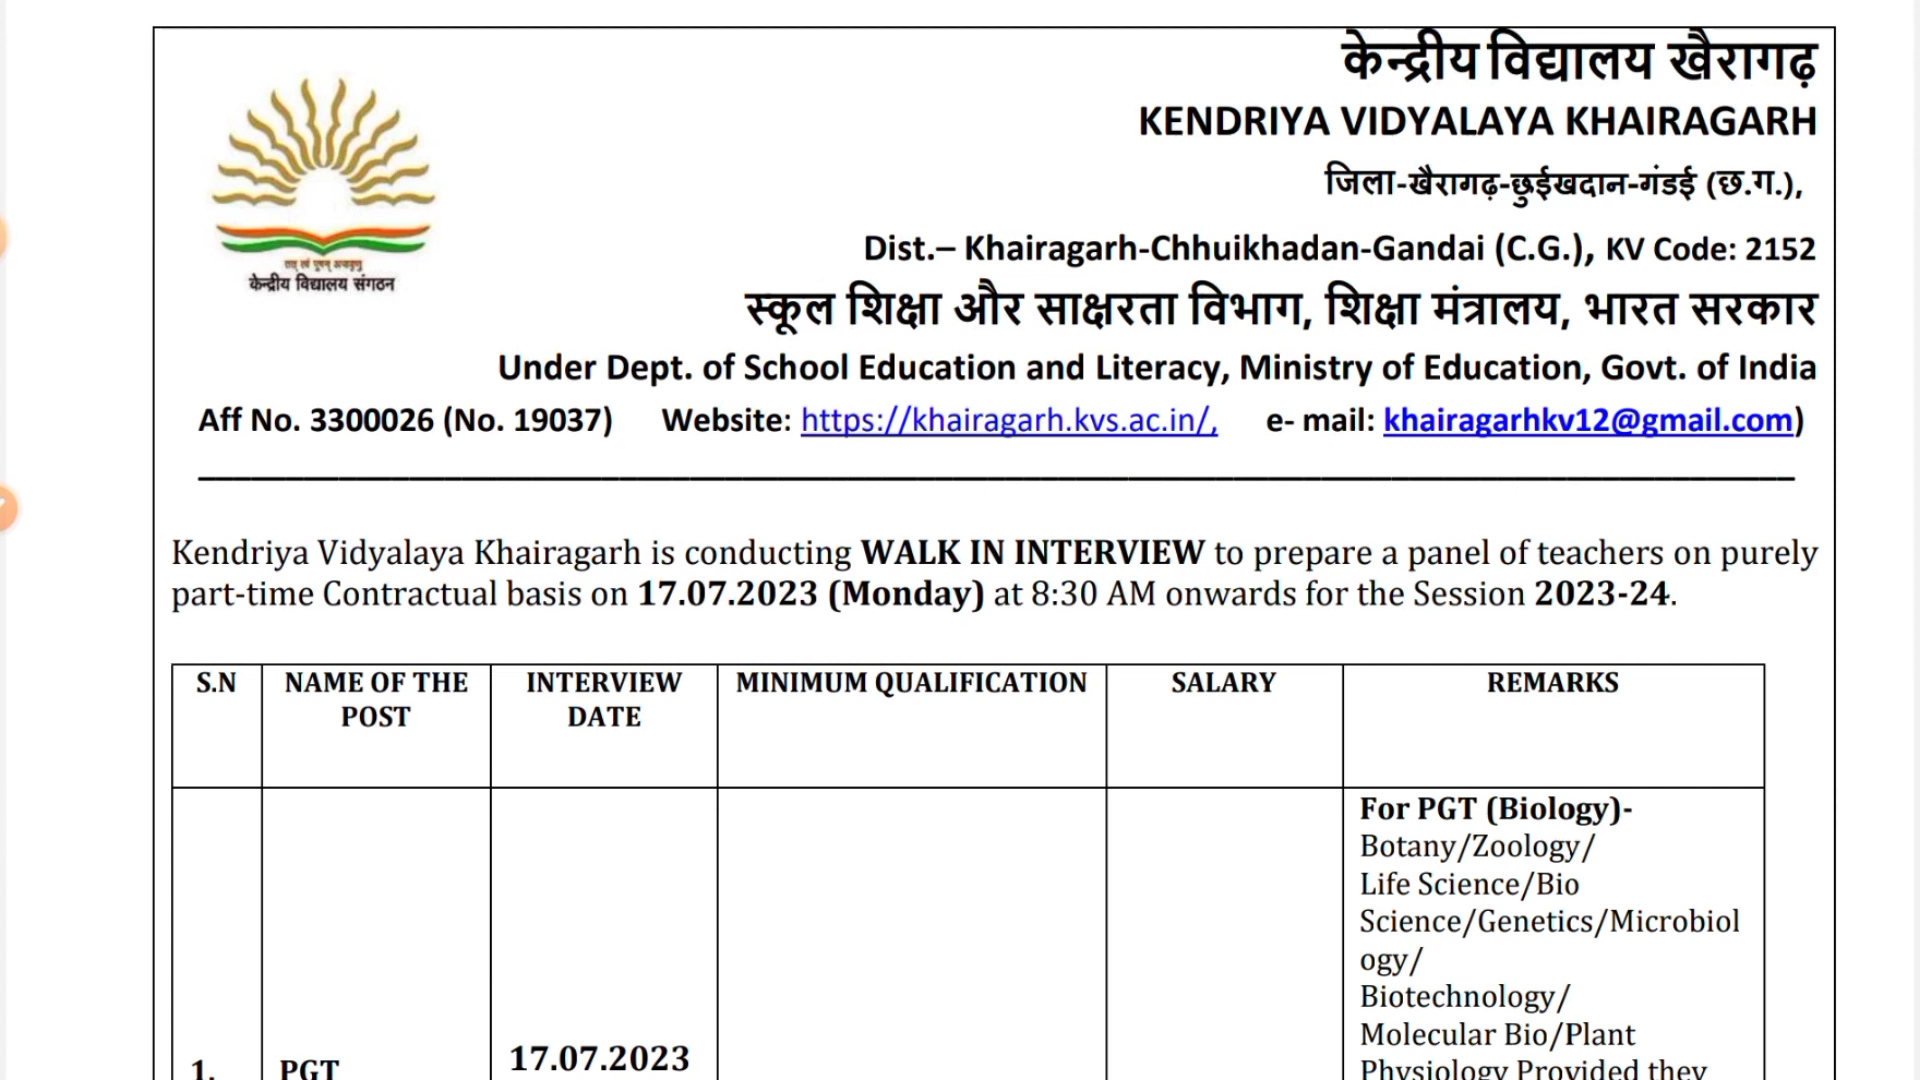 केन्द्रीय विद्यालय खैरागढ़
KENDRIYA VIDYALAYA KHAIRAGARH
जिला-खैरागढ़-छुईखदान-गंडई (छ.ग.),
Dist.– Khairagarh-Chhuikhadan-Gandai (C.G.), KV Code: 2152
केन्द्रीय विद्यालय संगठन
स्कूल शिक्षा और साक्षरता विभाग, शिक्षा मंत्रालय, भारत सरकार
Under Dept. of School Education and Literacy, Ministry of Education, Govt. of India
Aff No. 3300026 (No. 19037) Website: https://khairagarh.kvs.ac.in/, e- mail: khairagarhkv12@gmail.com)
Kendriya Vidyalaya Khairagarh is conducting WALK IN INTERVIEW to prepare a panel of teachers on purely
part-time Contractual basis on 17.07.2023 (Monday) at 8:30 AM onwards for the Session 2023-24.
S.N NAME OF THE POST INTERVIEW DATE MINIMUM QUALIFICATION SALARY REMARKS
For PGT (Biology)-
Botany/Zoology/
Life Science/Bio
Science/Genetics/Microbiol
ogy/
Biotechnology/
Molecular Bio/Plant
1. PGT 17.07.2023 Physiology Provided they